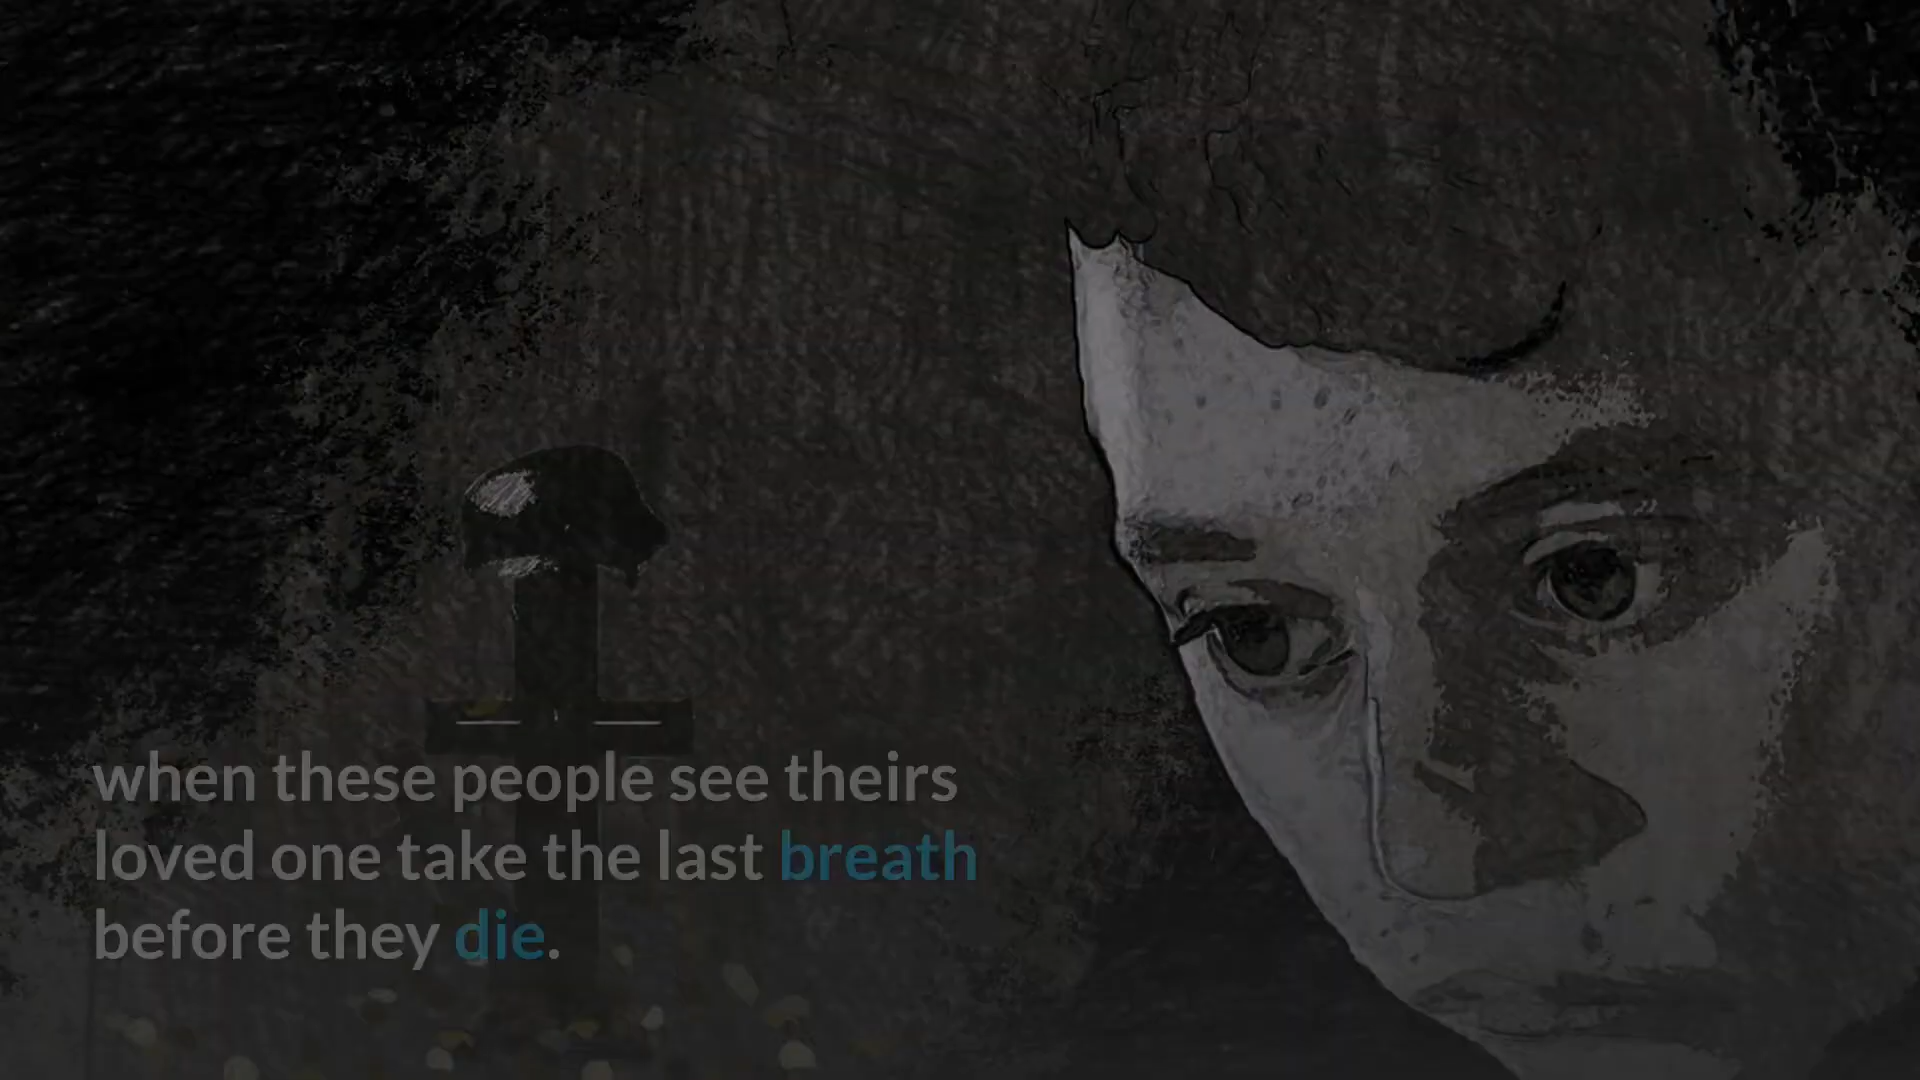 when these people see theirs
loved one take the last breath
before they die.